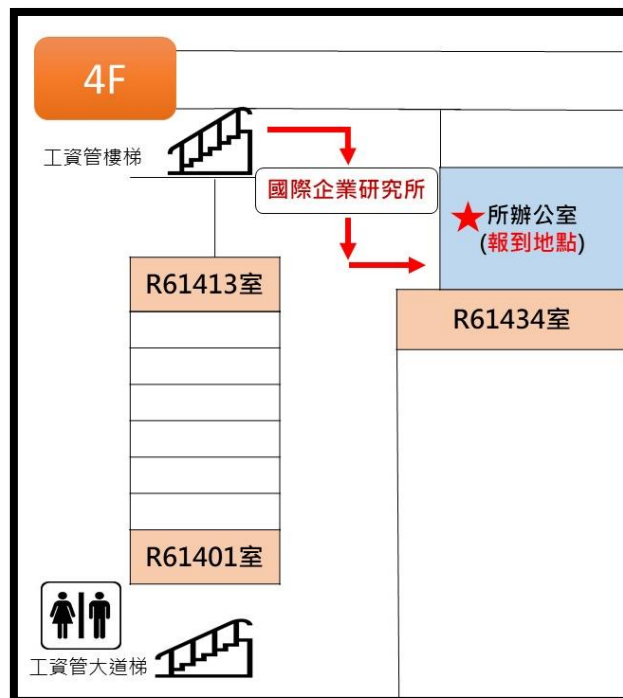 4F
工資管樓梯
國際企業研究所
★所辦公室
(報到地點)
R61413室
R61434室
R61401室
工資管大道梯